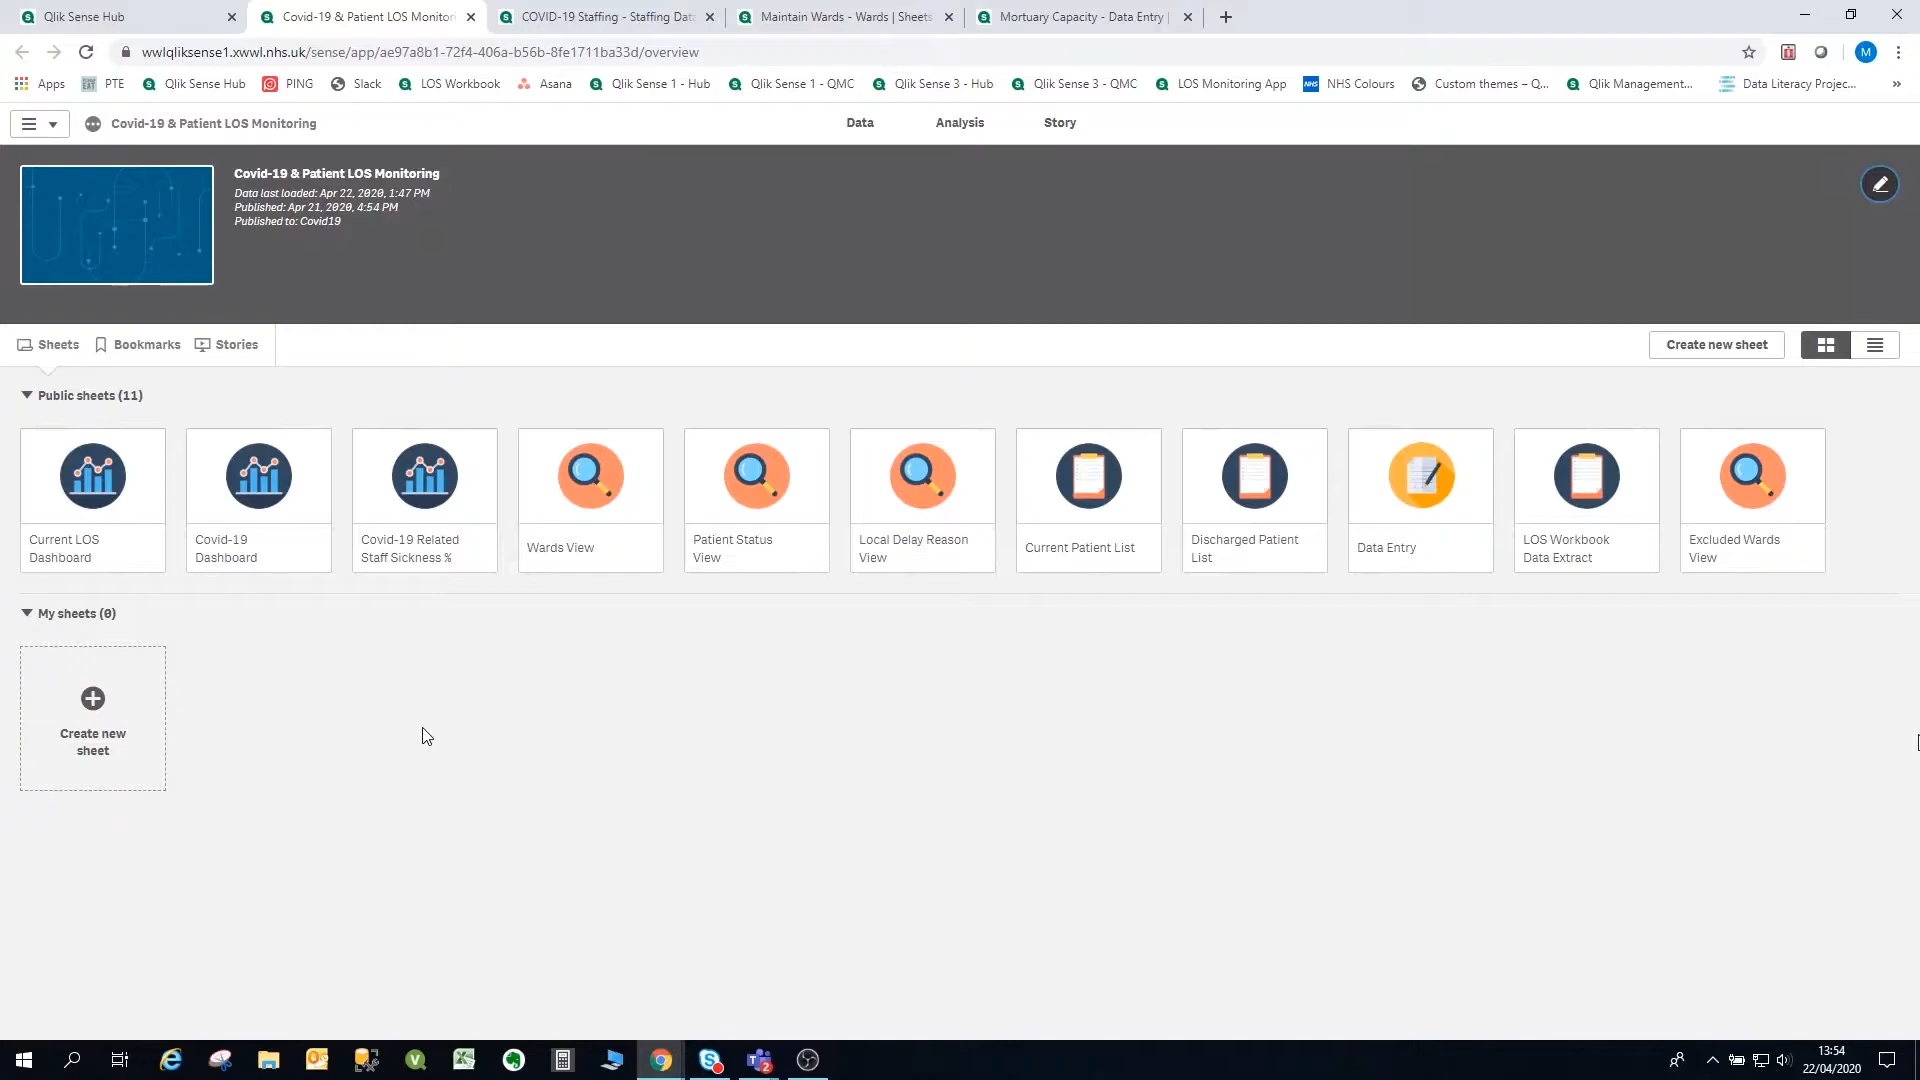 Qlik Sense Hub
Covid-19 & Patient LOS Monitori
COVID-19 Staffing - Staffing Data
Maintain Wards - Wards | Sheets
Mortuary Capacity - Data Entry |
wwlqliksense1.xwwl.nhs.uk/sense/app/ae97a8b1-72f4-406a-b56b-8fe1711ba33d/overview
M
Apps
PTE
Qlik Sense Hub
PING
Slack
LOS Workbook
Asana
Qlik Sense 1 - Hub
Qlik Sense 1 - QMC
Qlik Sense 3 - Hub
Qlik Sense 3 - QMC
LOS Monitoring App
NHS Colours
Custom themes – Q...
Qlik Management...
Data Literacy Projec...
»
Covid-19 & Patient LOS Monitoring
Data
Analysis
Story
Covid-19 & Patient LOS Monitoring
Data last loaded: Apr 22, 2020, 1:47 PM
Published: Apr 21, 2020, 4:54 PM
Published to: Covid19
Sheets
Bookmarks
Stories
Create new sheet
Public sheets (11)
Current LOS
Dashboard
Covid-19
Dashboard
Covid-19 Related
Staff Sickness %
Wards View
Patient Status
View
Local Delay Reason
View
Current Patient List
Discharged Patient
List
Data Entry
LOS Workbook
Data Extract
Excluded Wards
View
My sheets (0)
Create new
sheet
13:54
22/04/2020